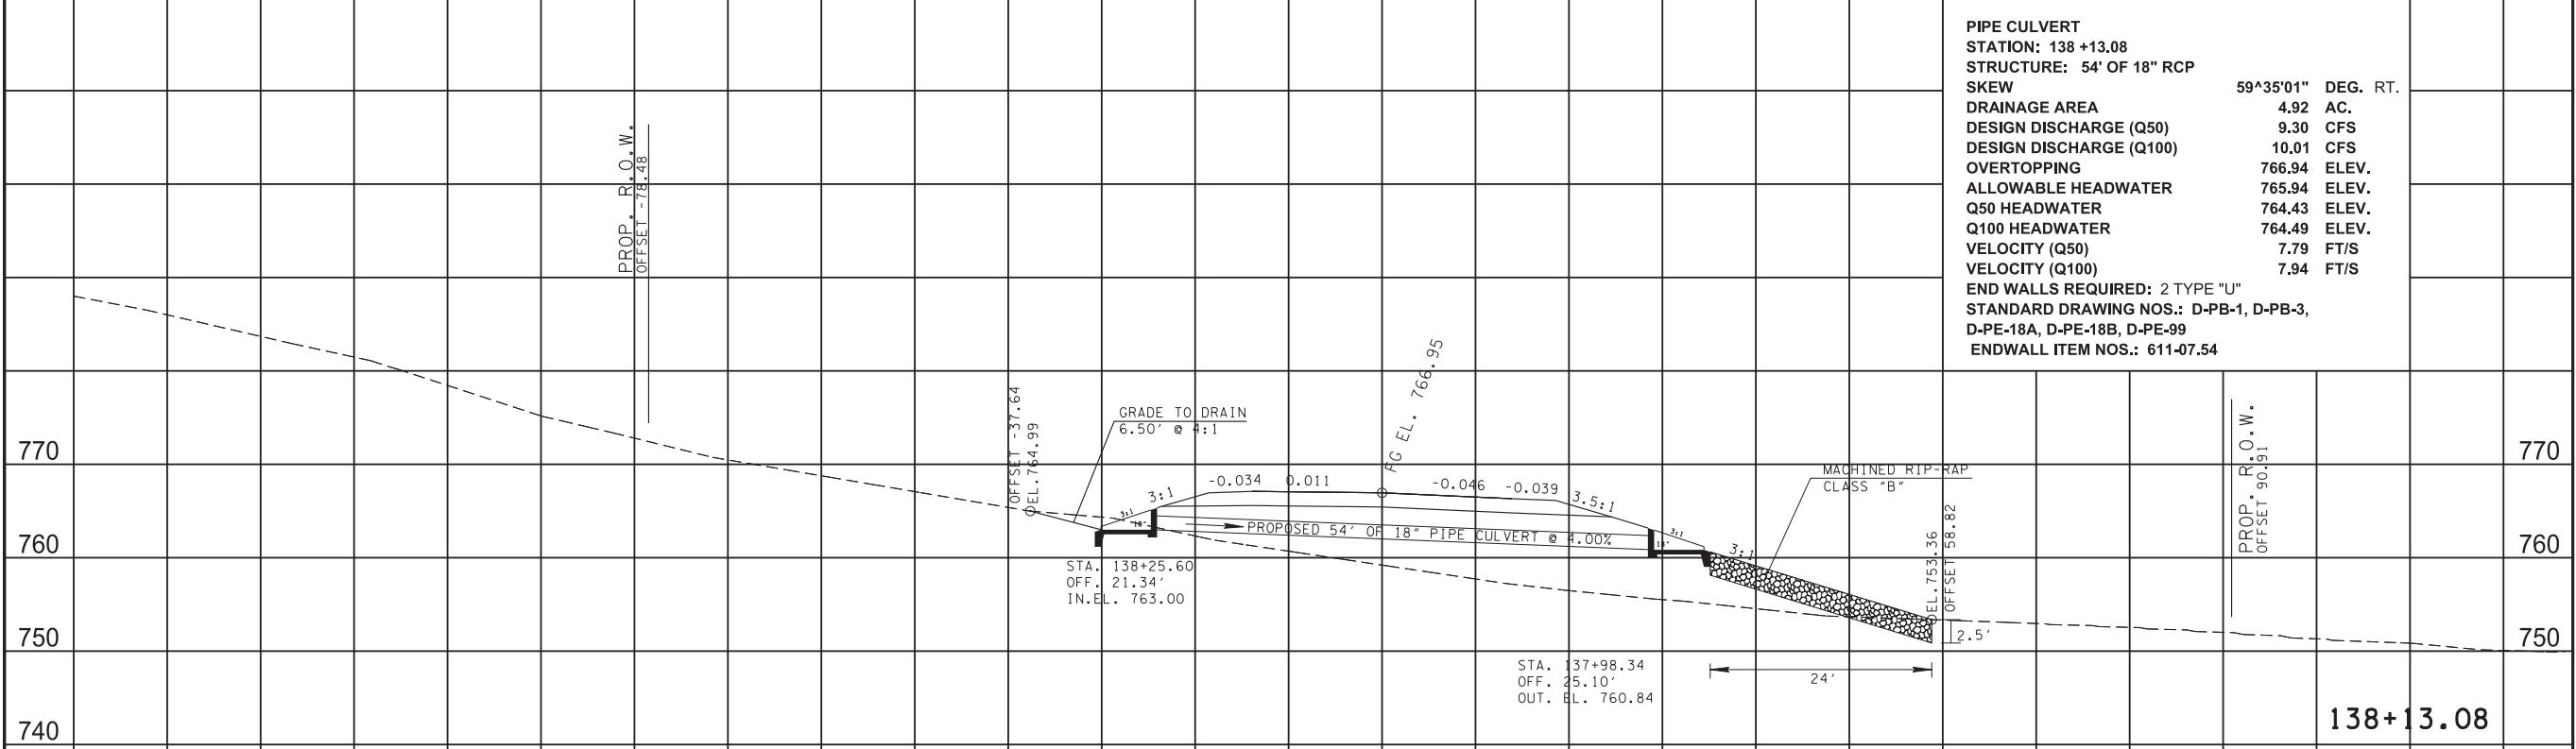 PIPE CULVERT
STATION: 138 +13.08
STRUCTURE: 54' OF 18" RCP
SKEW 59^35'01" DEG. RT.
DRAINAGE AREA 4.92 AC.
DESIGN DISCHARGE (Q50) 9.30 CFS
DESIGN DISCHARGE (Q100) 10.01 CFS
OVERTOPPING 766.94 ELEV.
ALLOWABLE HEADWATER 765.94 ELEV.
Q50 HEADWATER 764.43 ELEV.
Q100 HEADWATER 764.49 ELEV.
VELOCITY (Q50) 7.79 FT/S
VELOCITY (Q100) 7.94 FT/S
END WALLS REQUIRED: 2 TYPE "U"
STANDARD DRAWING NOS.: D-PB-1, D-PB-3,
D-PE-18A, D-PE-18B, D-PE-99
ENDWALL ITEM NOS.: 611-07.54
PROP. R.O.W.
OFFSET -78.48
OFFSET -37.64
EL.764.99
GRADE TO DRAIN
6.50' @ 4:1
FG EL. 766.95
770
770
3:1
-0.034 0.011
-0.046 -0.039
3.5:1
MACHINED RIP-RAP
CLASS "B"
PROP. R.O.W.
OFFSET 90.91
3:1
18"
PROPOSED 54' OF 18" PIPE CULVERT @ 4.00%
3:1
18"
3:1
EL.753.36
OFFSET 58.82
760
760
STA. 138+25.60
OFF. 21.34'
IN.EL. 763.00
750
2.5'
750
STA. 137+98.34
OFF. 25.10'
OUT. EL. 760.84
24'
740
138+13.08